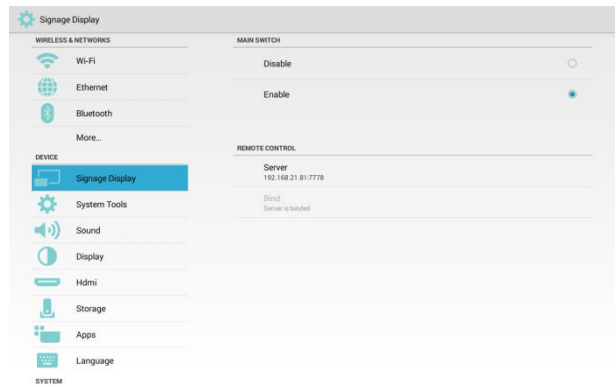 Signage Display
WIRELESS & NETWORKS
Wi-Fi
Ethernet
Bluetooth
More...
DEVICE
Signage Display
System Tools
Sound
Display
Hdmi
Storage
Apps
Language
SYSTEM
MAIN SWITCH
Disable
Enable
REMOTE CONTROL
Server
192.168.21.81:7778
Bind
Server is binded